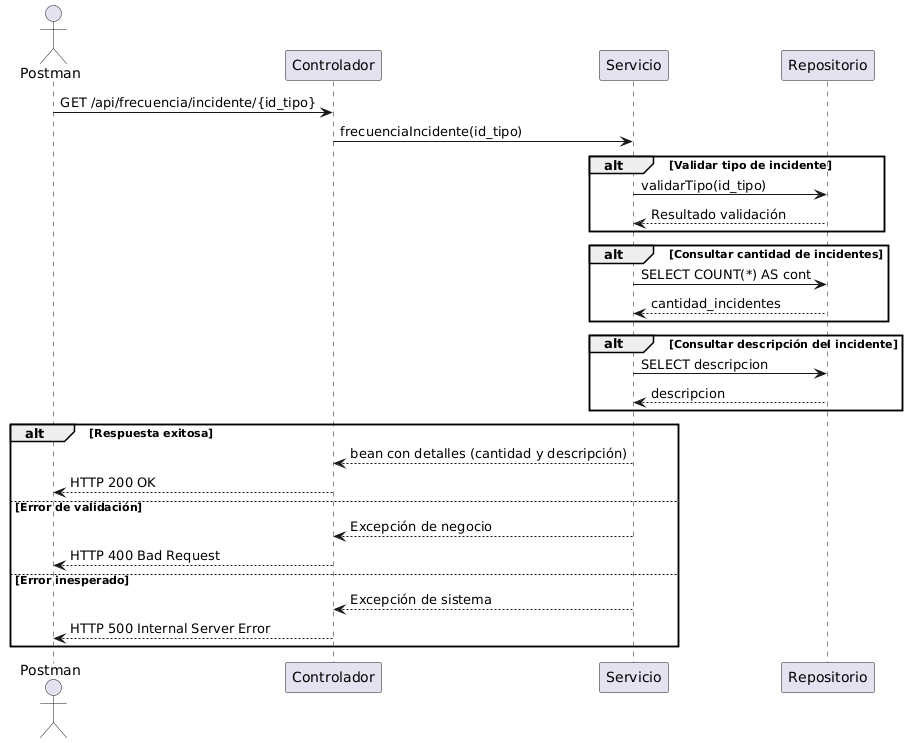 Postman
Controlador
Servicio
Repositorio
GET /api/frecuencia/incidente/{id_tipo}
frecuenciaIncidente(id_tipo)
alt [Validar tipo de incidente]
validarTipo(id_tipo)
Resultado validación
alt [Consultar cantidad de incidentes]
SELECT COUNT(*) AS cont
cantidad_incidentes
alt [Consultar descripción del incidente]
SELECT descripcion
descripcion
alt [Respuesta exitosa]
bean con detalles (cantidad y descripción)
HTTP 200 OK
[Error de validación]
Excepción de negocio
HTTP 400 Bad Request
[Error inesperado]
Excepción de sistema
HTTP 500 Internal Server Error
Postman
Controlador
Servicio
Repositorio